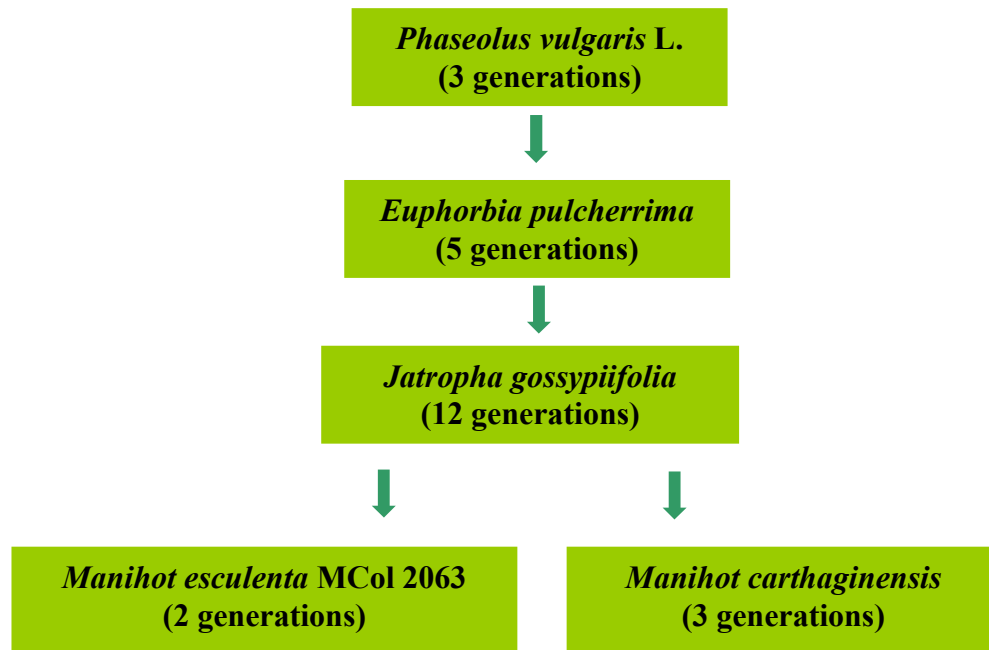 Phaseolus vulgaris L.
(3 generations)
Euphorbia pulcherrima
(5 generations)
Jatropha gossypiifolia
(12 generations)
Manihot esculenta MCol 2063
(2 generations)
Manihot carthaginensis
(3 generations)